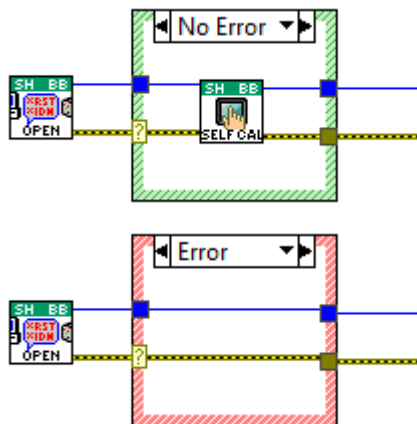 No Error
SH BB
*RST
*IDN
OPEN
?
SH BB
SELF CAL
Error
SH BB
*RST
*IDN
OPEN
?